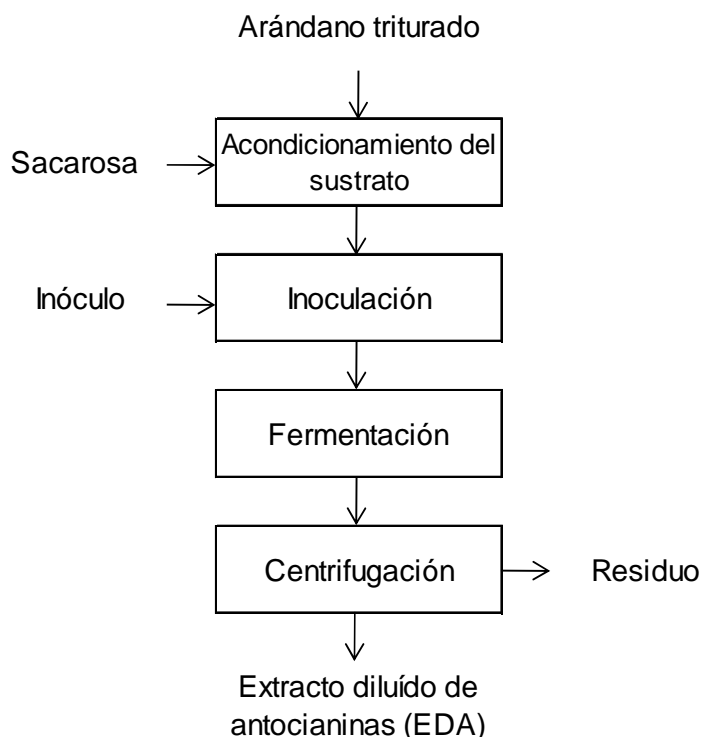 Arándano triturado
Acondicionamiento del
sustrato
Sacarosa
Inóculo
Inoculación
Fermentación
Centrifugación
Residuo
Extracto diluído de
antocianinas (EDA)